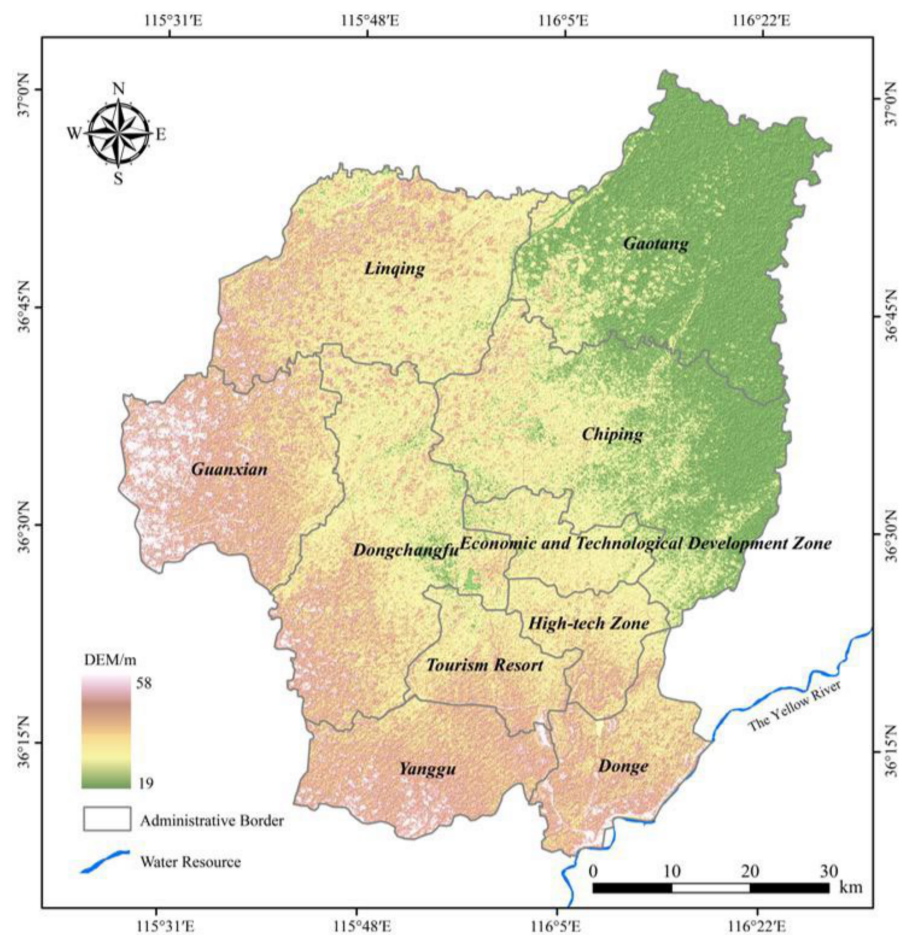 115°31'E 115°48'E 116°5'E 116°22'E
37°0'N
37°0'N
N
W E
S
Gaotang
Linqing
36°45'N
36°45'N
Chiping
Guanxian
36°30'N
36°30'N
Dongchangfu
Economic and Technological Development Zone
High-tech Zone
Tourism Resort
DEM/m
58
The Yellow River
36°15'N
36°15'N
Yanggu
Donge
19
Administrative Border
Water Resource
0 10 20 30
km
115°31'E 115°48'E 116°5'E 116°22'E